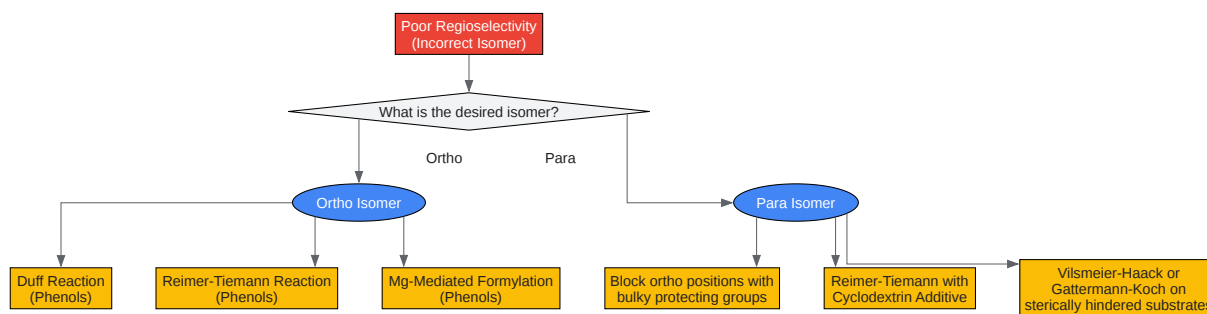 Poor Regioselectivity
(Incorrect Isomer)
What is the desired isomer?
Ortho
Para
Ortho Isomer
Para Isomer
Duff Reaction
(Phenols)
Reimer-Tiemann Reaction
(Phenols)
Mg-Mediated Formylation
(Phenols)
Block ortho positions with
bulky protecting groups
Reimer-Tiemann with
Cyclodextrin Additive
Vilsmeier-Haack or
Gattermann-Koch on
sterically hindered substrates